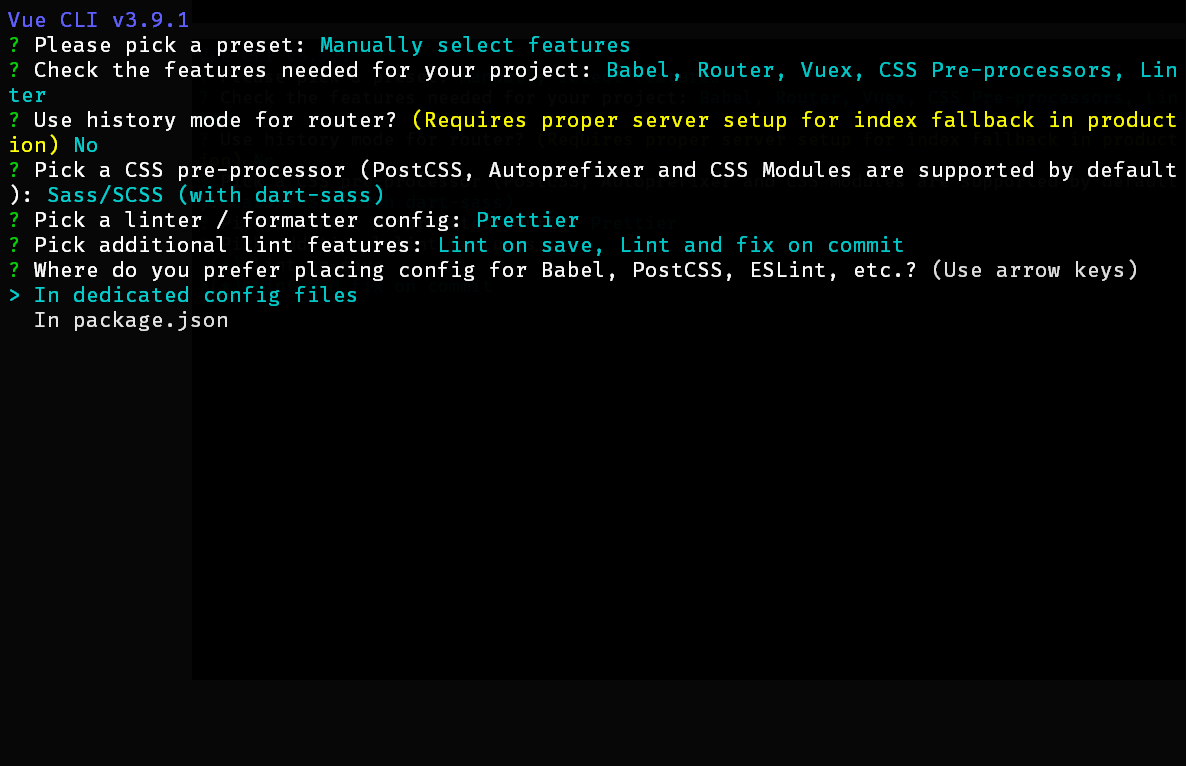 Vue CLI v3.9.1
? Please pick a preset: Manually select features
? Check the features needed for your project: Babel, Router, Vuex, CSS Pre-processors, Lin
ter
? Use history mode for router? (Requires proper server setup for index fallback in product
ion) No
? Pick a CSS pre-processor (PostCSS, Autoprefixer and CSS Modules are supported by default
): Sass/SCSS (with dart-sass)
? Pick a linter / formatter config: Prettier
? Pick additional lint features: Lint on save, Lint and fix on commit
? Where do you prefer placing config for Babel, PostCSS, ESLint, etc.? (Use arrow keys)
> In dedicated config files
  In package.json